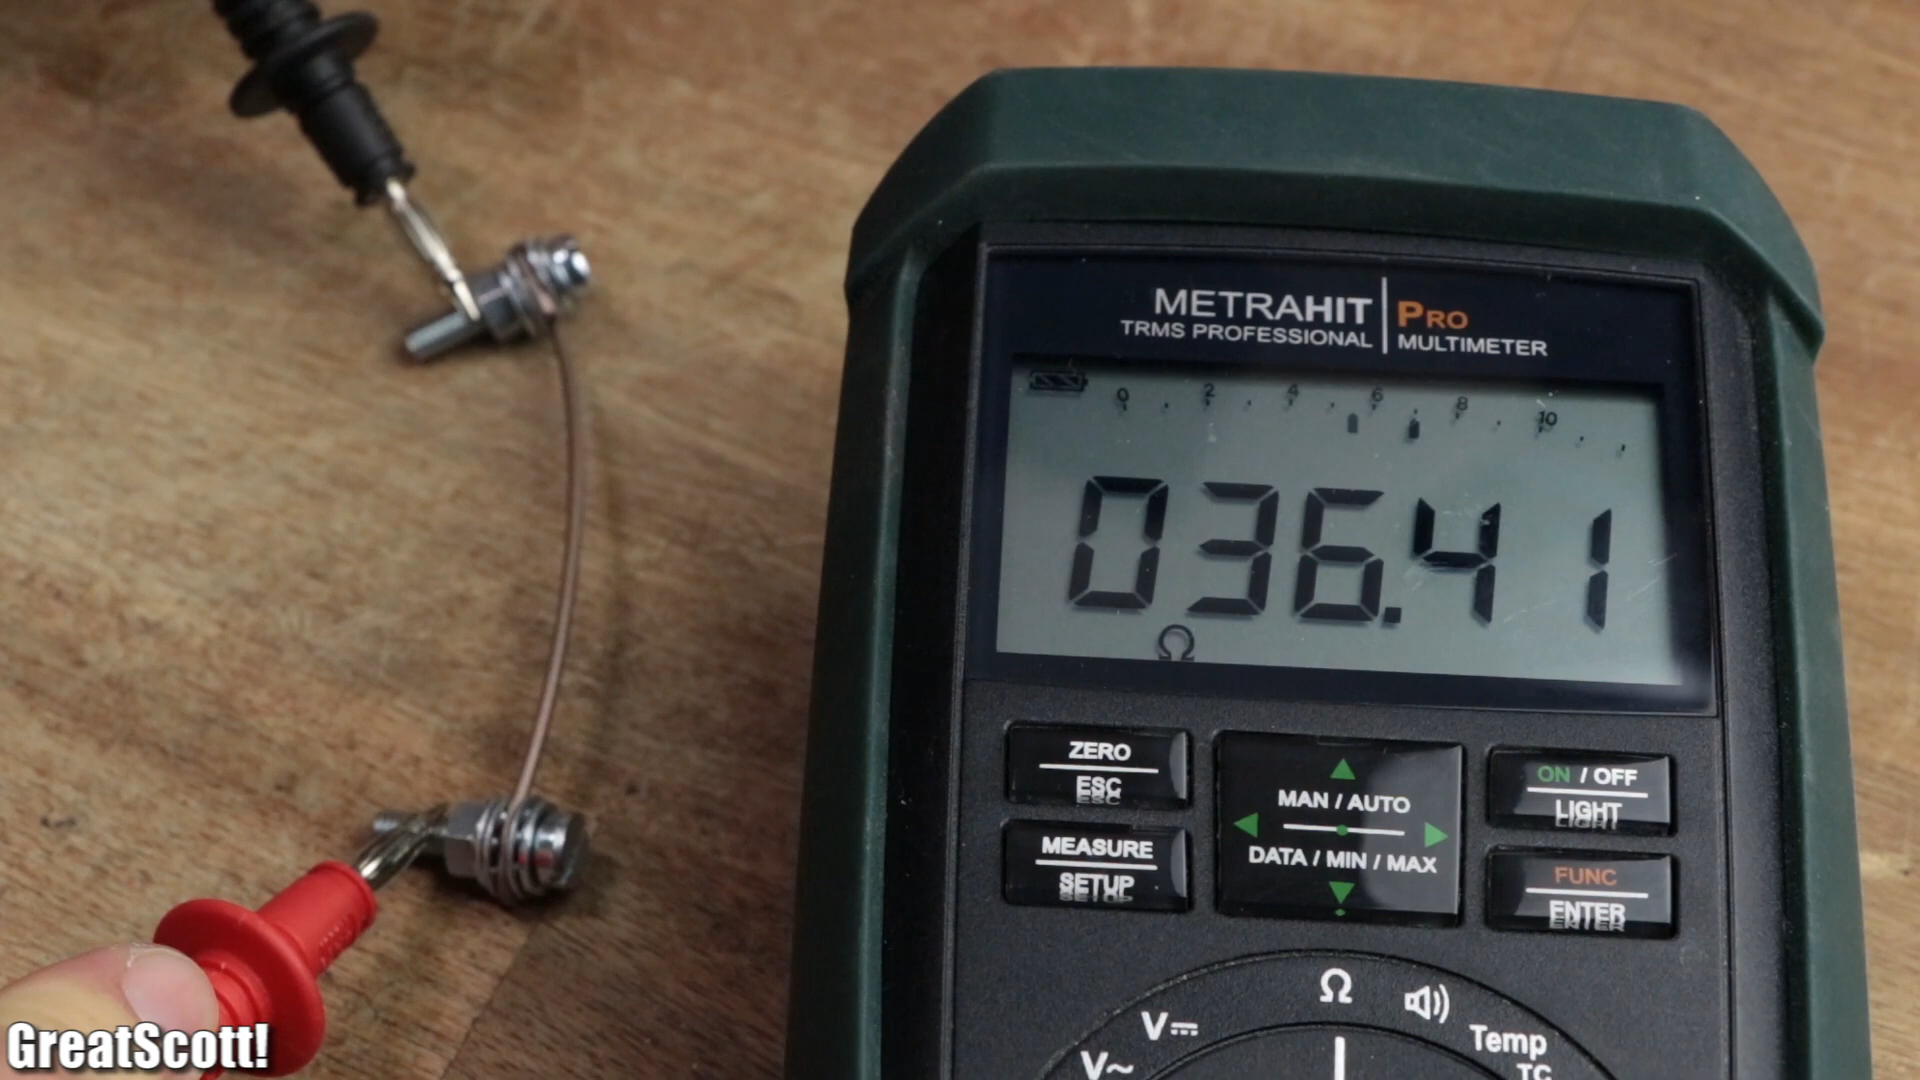 METRAHIT PRO
TRMS PROFESSIONAL MULTIMETER
0 2 4 6 8 10
036.41
Ω
ZERO
ESC
MAN / AUTO
DATA / MIN / MAX
ON / OFF
LIGHT
MEASURE
SETUP
FUNC
ENTER
Ω
V
Temp
TC
V~
GreatScott!